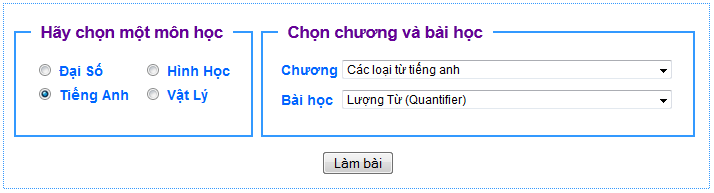 Hãy chọn một môn học
Đại Số
Hình Học
Tiếng Anh
Vật Lý
Chọn chương và bài học
Chương
Các loại từ tiếng anh
Bài học
Lượng Từ (Quantifier)
Làm bài